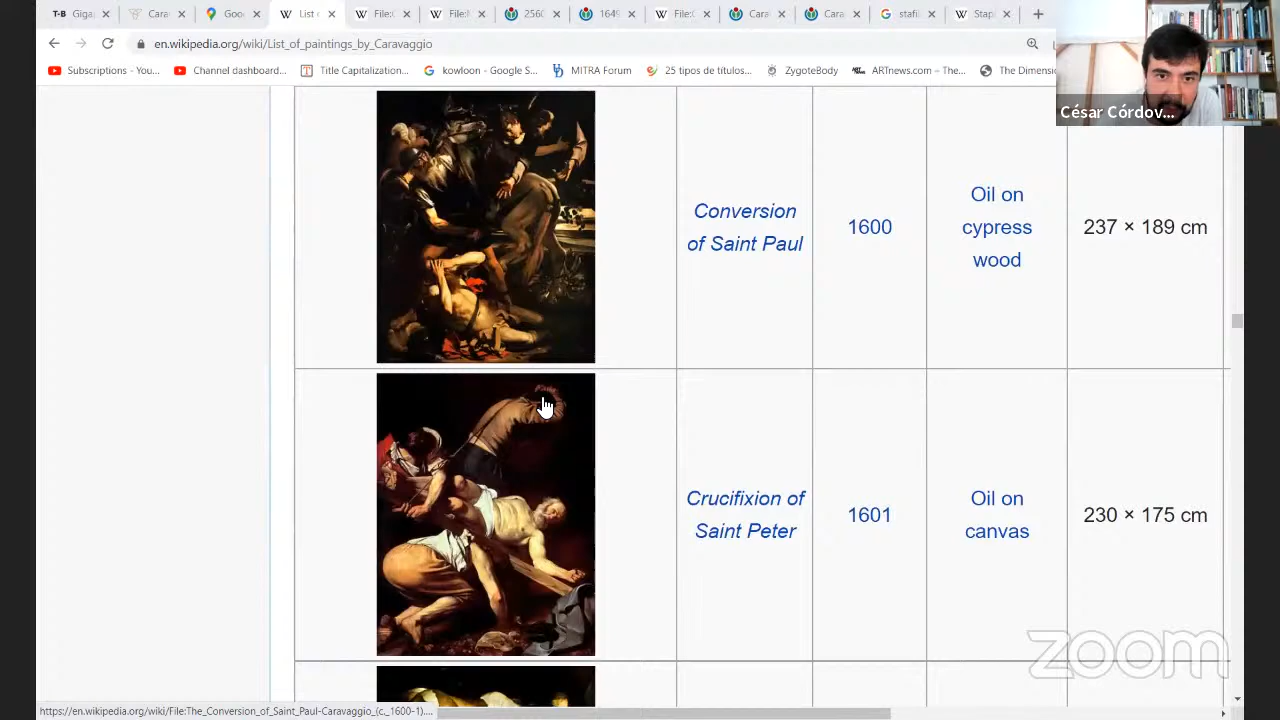 T-B Giga
Cara
Goo
List o
File:C
File:I
2560
1649
File:C
Cara
Cara
stafi
Stap
en.wikipedia.org/wiki/List_of_paintings_by_Caravaggio
Subscriptions - You...
Channel dashboard...
Title Capitalization...
kowkoen - Google S...
MITRA Forum
25 tipos de títulos...
ZygoteBody
ARTnews.com – The...
The Dimensi
César Córdov...
Conversion
of Saint Paul
1600
Oil on
cypress
wood
237 × 189 cm
Crucifixion of
Saint Peter
1601
Oil on
canvas
230 × 175 cm
zoom
https://en.wikipedia.org/wiki/File:The_Conversion_of_Saint_Paul-Caravaggio_(c._1600-1)....